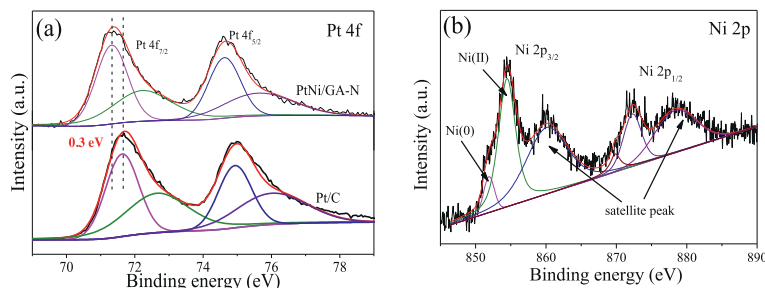 (a)
Pt 4f
Pt 4f7/2
Pt 4f5/2
PtNi/GA-N
0.3 eV
Pt/C
Intensity (a.u.)
70 72 74 76 78
Binding energy (eV)
(b)
Ni 2p
Ni(II)
Ni 2p3/2
Ni 2p1/2
Ni(0)
satellite peak
Intensity (a.u.)
850 860 870 880 890
Binding energy (eV)